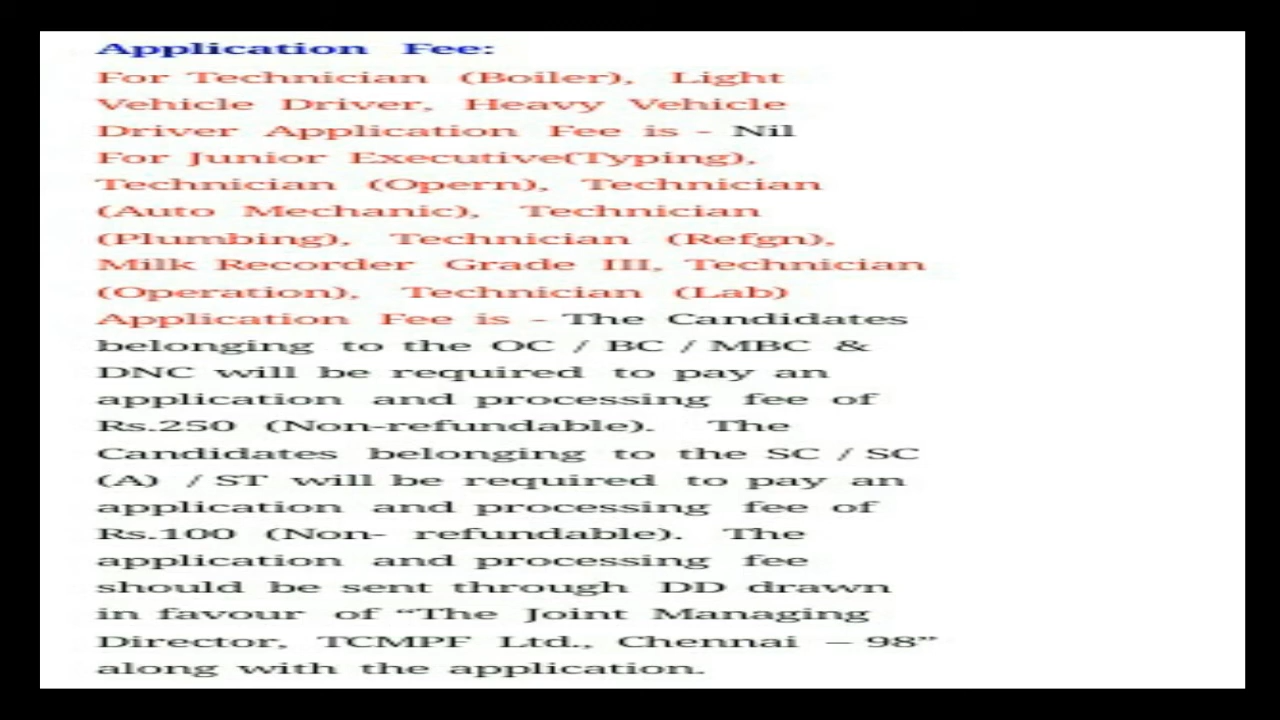 Application Fee:
For Technician (Boiler), Light
Vehicle Driver, Heavy Vehicle
Driver Application Fee is - Nil
For Junior Executive(Typing),
Technician (Opern), Technician
(Auto Mechanic), Technician
(Plumbing), Technician (Refgn),
Milk Recorder Grade III, Technician
(Operation), Technician (Lab)
Application Fee is - The Candidates
belonging to the OC / BC / MBC &
DNC will be required to pay an
application and processing fee of
Rs.250 (Non-refundable). The
Candidates belonging to the SC / SC
(A) / ST will be required to pay an
application and processing fee of
Rs.100 (Non- refundable). The
application and processing fee
should be sent through DD drawn
in favour of “The Joint Managing
Director, TCMPF Ltd., Chennai – 98”
along with the application.